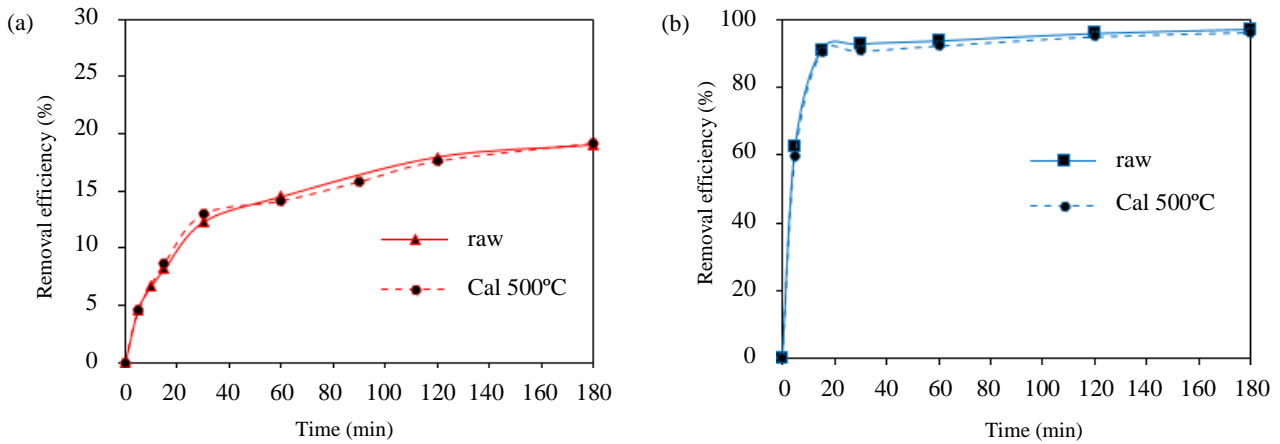 (a)
Removal efficiency (%)
30
25
20
15
10
5
0
raw
Cal 500ºC
0 20 40 60 80 100 120 140 160 180
Time (min)
(b)
Removal efficiency (%)
100
80
60
40
20
0
raw
Cal 500ºC
0 20 40 60 80 100 120 140 160 180
Time (min)